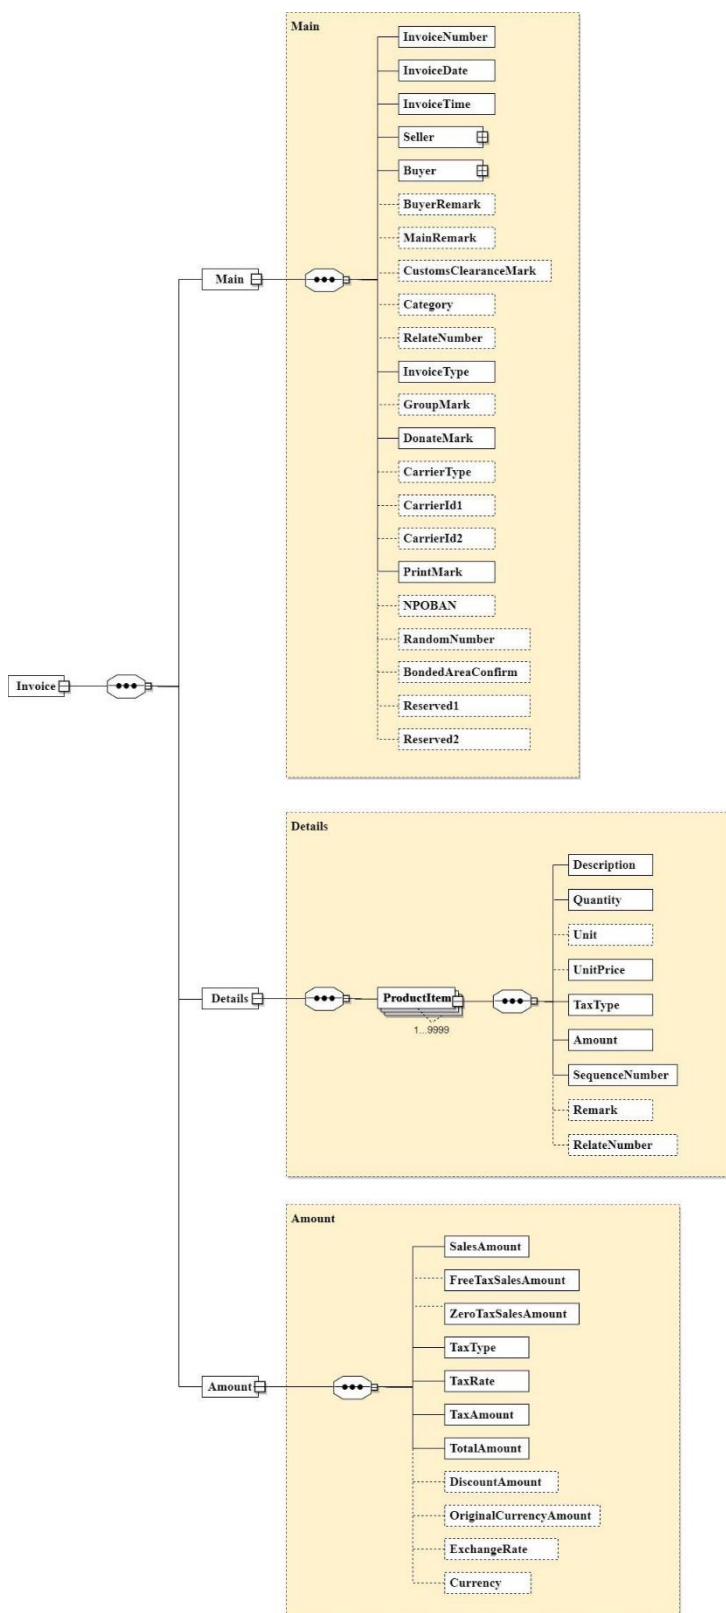 Main
InvoiceNumber
InvoiceDate
InvoiceTime
Seller
Buyer
BuyerRemark
MainRemark
Main
CustomsClearanceMark
Category
RelateNumber
InvoiceType
GroupMark
DonateMark
CarrierType
CarrierId1
CarrierId2
PrintMark
NPOBAN
RandomNumber
BondedAreaConfirm
Invoice
Reserved1
Reserved2
Details
Description
Quantity
Unit
UnitPrice
Details
ProductItem
1...9999
TaxType
Amount
SequenceNumber
Remark
RelateNumber
Amount
SalesAmount
FreeTaxSalesAmount
ZeroTaxSalesAmount
TaxType
Amount
TaxRate
TaxAmount
TotalAmount
DiscountAmount
OriginalCurrencyAmount
ExchangeRate
Currency